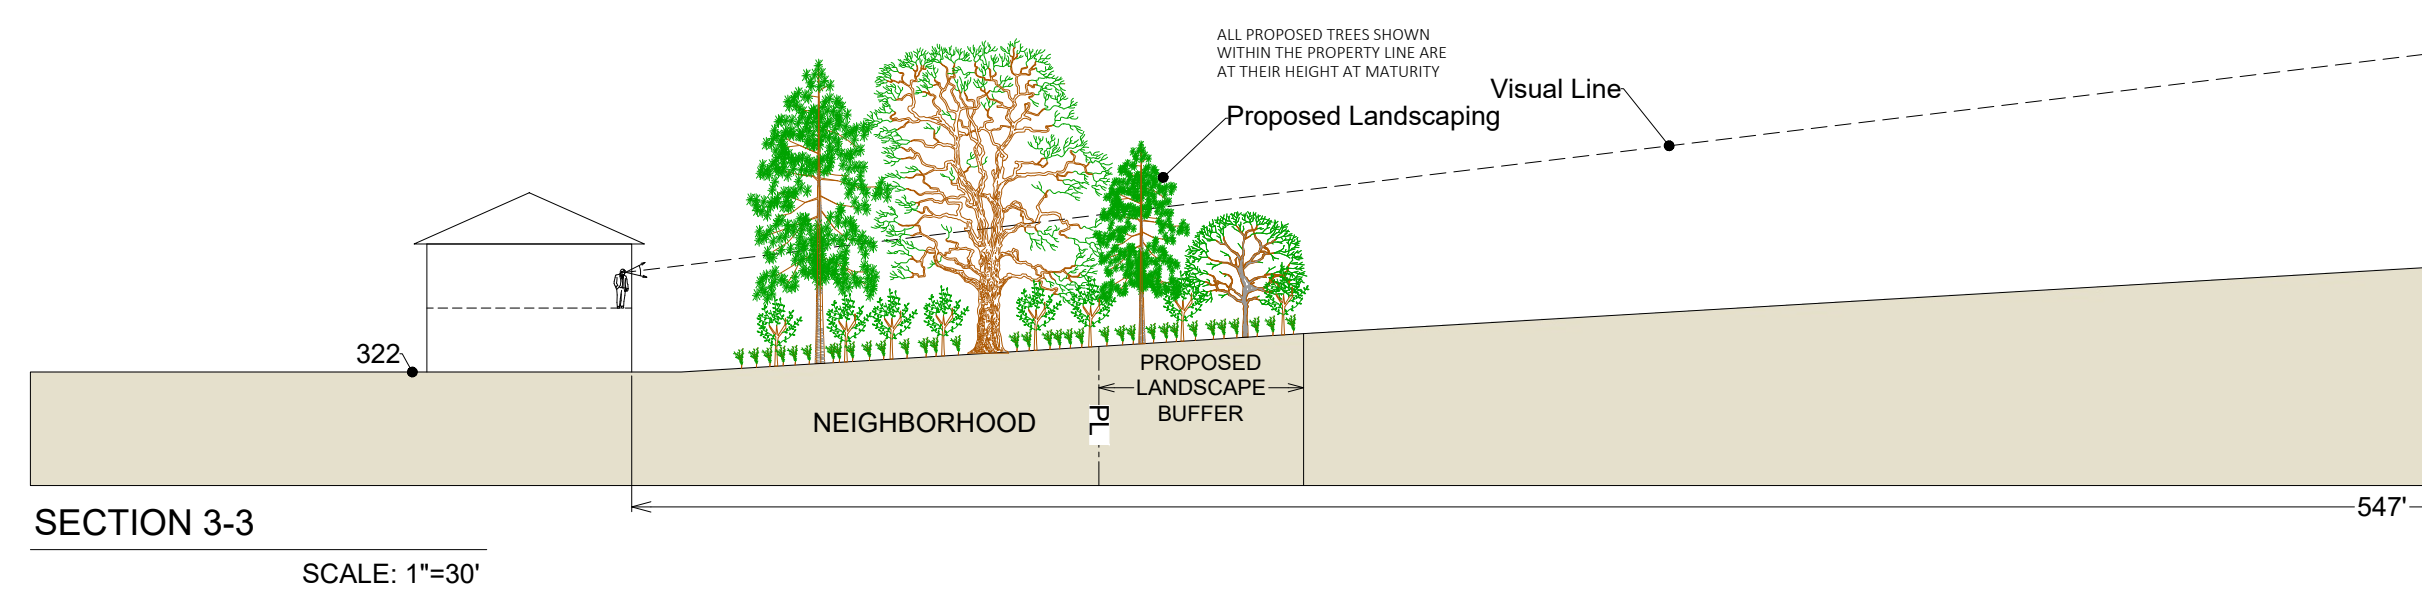 ALL PROPOSED TREES SHOWN
WITHIN THE PROPERTY LINE ARE
AT THEIR HEIGHT AT MATURITY
Visual Line
Proposed Landscaping
322
PROPOSED
LANDSCAPE
BUFFER
NEIGHBORHOOD
PL
547'
SECTION 3-3
SCALE: 1"=30'